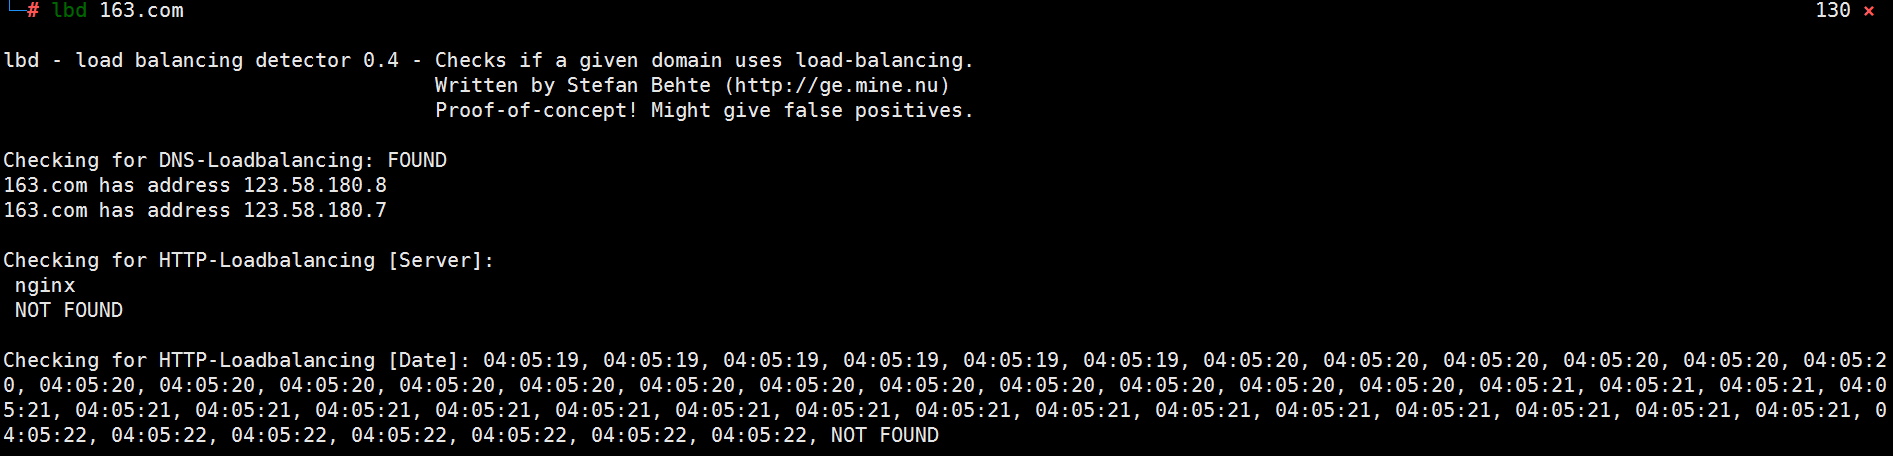 └─# lbd 163.com 130 ×
lbd - load balancing detector 0.4 - Checks if a given domain uses load-balancing.
Written by Stefan Behte (http://ge.mine.nu)
Proof-of-concept! Might give false positives.
Checking for DNS-Loadbalancing: FOUND
163.com has address 123.58.180.8
163.com has address 123.58.180.7
Checking for HTTP-Loadbalancing [Server]:
nginx
NOT FOUND
Checking for HTTP-Loadbalancing [Date]: 04:05:19, 04:05:19, 04:05:19, 04:05:19, 04:05:19, 04:05:19, 04:05:20, 04:05:20, 04:05:20, 04:05:20, 04:05:20, 04:05:2
0, 04:05:20, 04:05:20, 04:05:20, 04:05:20, 04:05:20, 04:05:20, 04:05:20, 04:05:20, 04:05:20, 04:05:20, 04:05:20, 04:05:20, 04:05:21, 04:05:21, 04:05:21, 04:0
5:21, 04:05:21, 04:05:21, 04:05:21, 04:05:21, 04:05:21, 04:05:21, 04:05:21, 04:05:21, 04:05:21, 04:05:21, 04:05:21, 04:05:21, 04:05:21, 04:05:21, 04:05:21, 0
4:05:22, 04:05:22, 04:05:22, 04:05:22, 04:05:22, 04:05:22, 04:05:22, NOT FOUND